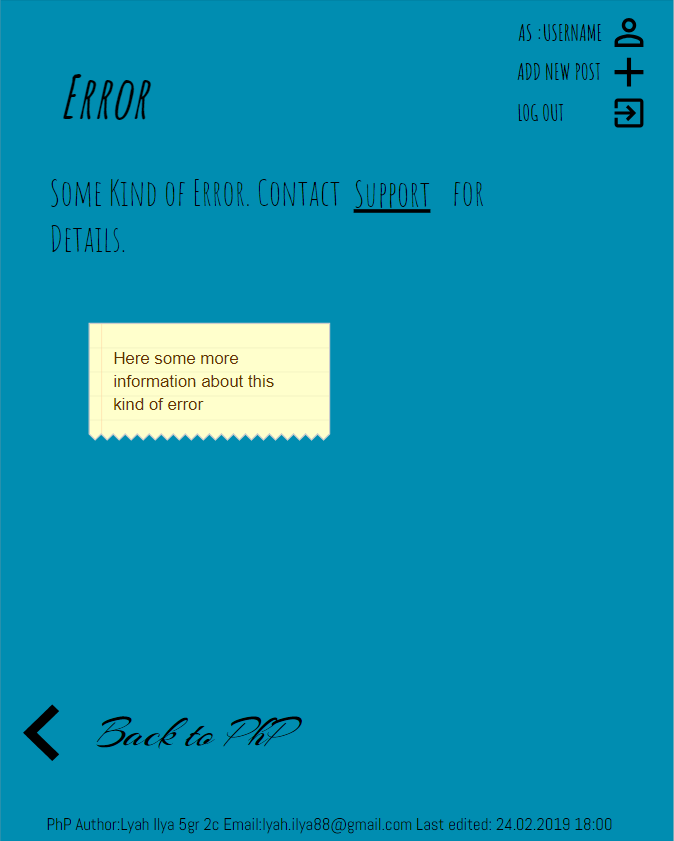 AS :USERNAME
ADD NEW POST
LOG OUT
Error
Some Kind of Error. Contact Support for
Details.
Here some more
information about this
kind of error
Back to PhP
PhP Author:Lyah Ilya 5gr 2c Email:lyah.ilya88@gmail.com Last edited: 24.02.2019 18:00